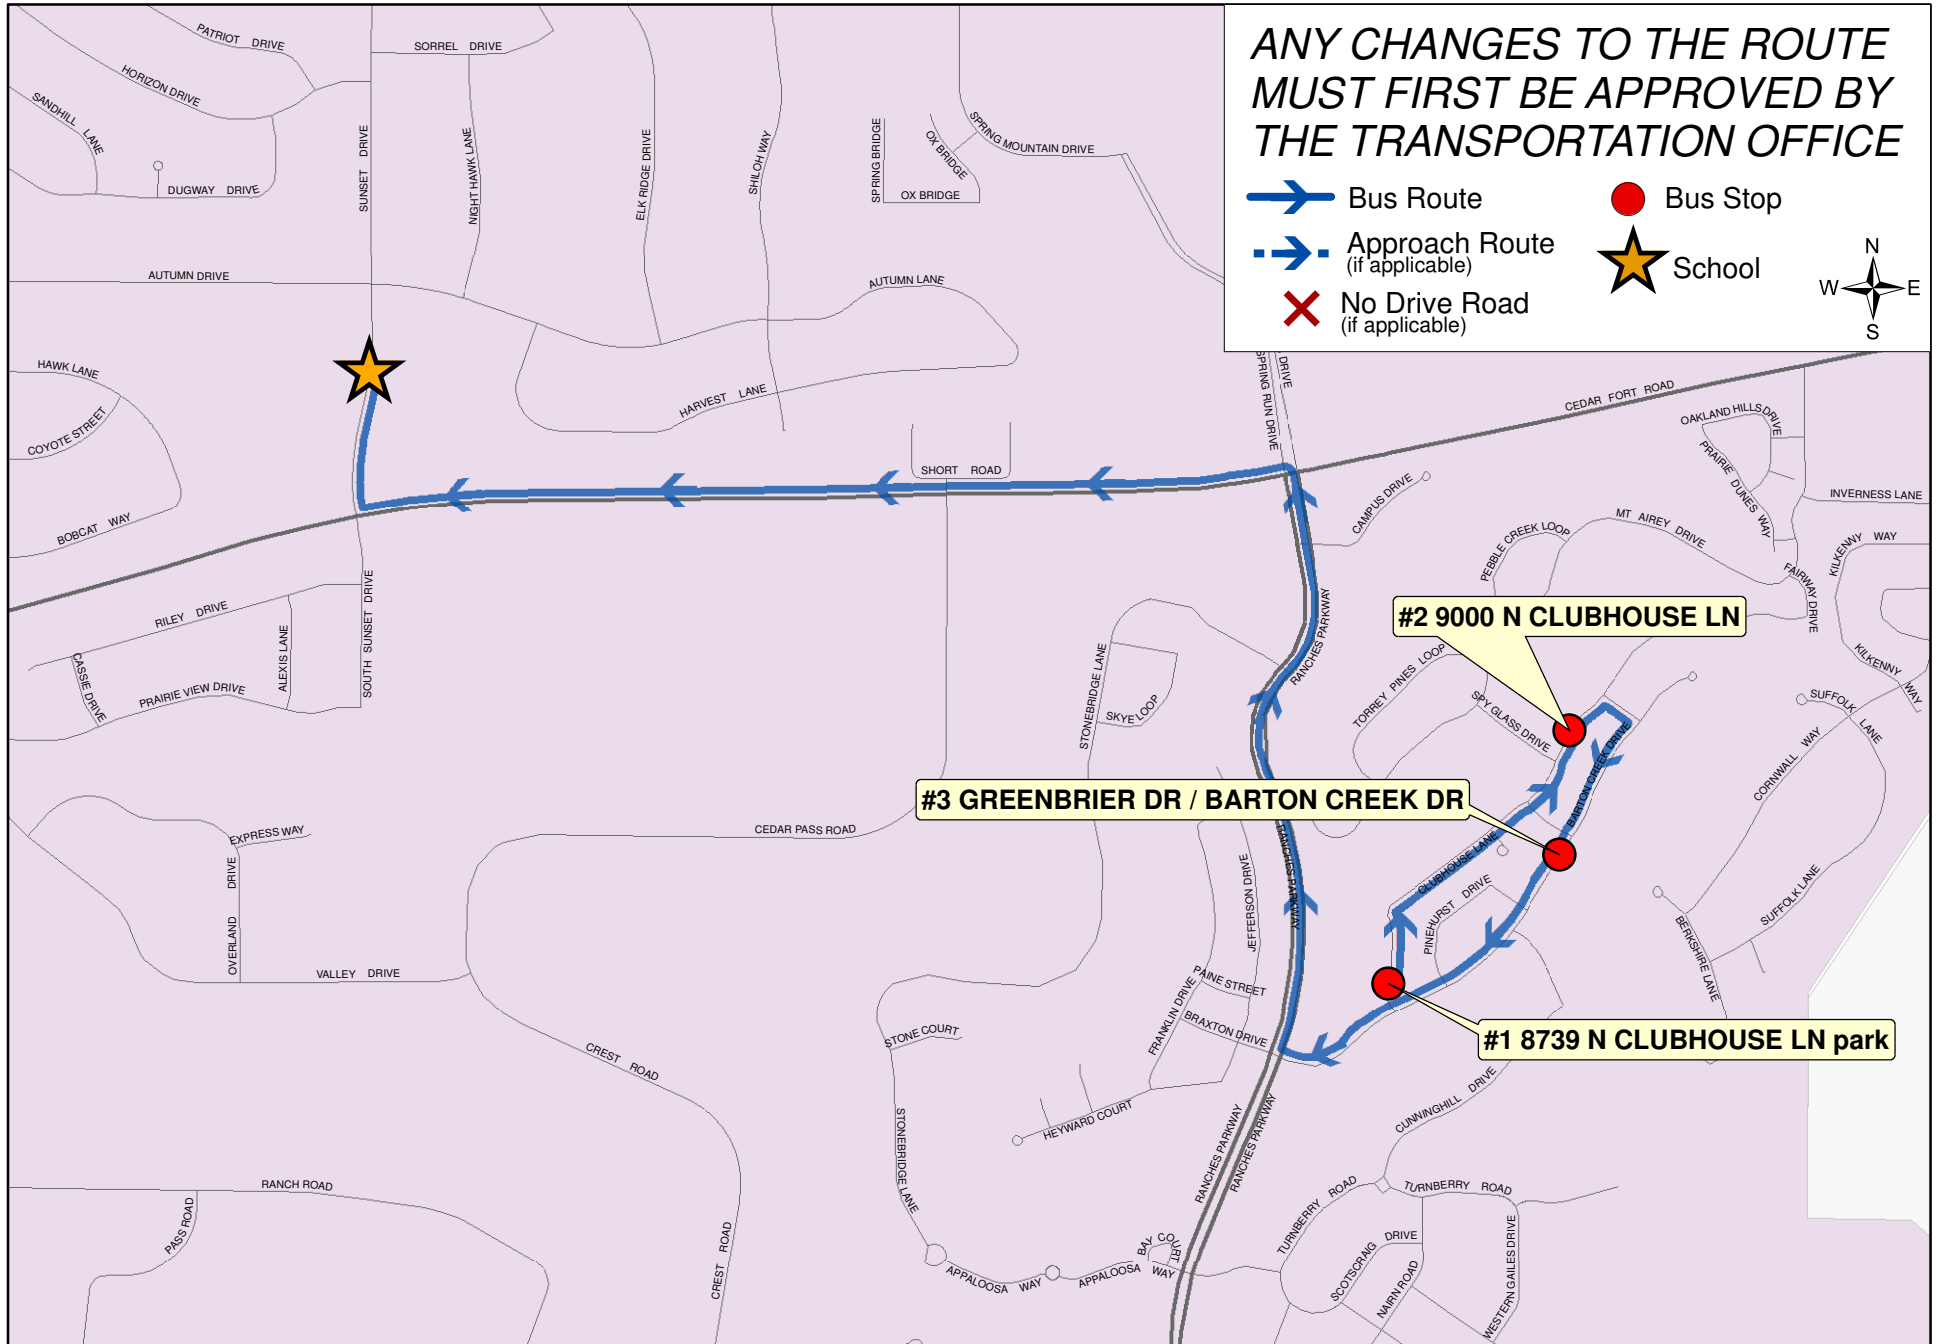 ANY CHANGES TO THE ROUTE
MUST FIRST BE APPROVED BY
THE TRANSPORTATION OFFICE
Bus Route
Bus Stop
Approach Route
(if applicable)
School
No Drive Road
(if applicable)
N
W
E
S
PATRIOT DRIVE
SORREL DRIVE
HORIZON DRIVE
SANDHILL LANE
DUGWAY DRIVE
SUNSET DRIVE
NIGHT HAWK LANE
ELK RIDGE DRIVE
SHILOH WAY
SPRING BRIDGE
OX BRIDGE
OX BRIDGE
SPRING MOUNTAIN DRIVE
AUTUMN DRIVE
AUTUMN LANE
HAWK LANE
COYOTE STREET
BOBCAT WAY
HARVEST LANE
SHORT ROAD
SPRING RUN DRIVE
DRIVE
CEDAR FORT ROAD
OAKLAND HILLS DRIVE
PRAIRIE DUNES WAY
INVERNESS LANE
CAMPUS DRIVE
PEBBLE CREEK LOOP
MT AIREY DRIVE
FAIRWAY DRIVE
KILKENNY WAY
KILKENNY WAY
RILEY DRIVE
CASSIE DRIVE
ALEXIS LANE
PRAIRIE VIEW DRIVE
SOUTH SUNSET DRIVE
#2 9000 N CLUBHOUSE LN
RANCHES PARKWAY
STONEBRIDGE LANE
SKYE LOOP
TORREY PINES LOOP
SPY GLASS DRIVE
SUFFOLK LANE
CORNWALL WAY
BARTON CREEK DRIVE
#3 GREENBRIER DR / BARTON CREEK DR
EXPRESS WAY
OVERLAND DRIVE
CEDAR PASS ROAD
VALLEY DRIVE
RANCHES PARKWAY
JEFFERSON DRIVE
CLUBHOUSE LANE
PINEHURST DRIVE
SUFFOLK LANE
BERKSHIRE LANE
PAINE STREET
FRANKLIN DRIVE
BRAXTON DRIVE
#1 8739 N CLUBHOUSE LN park
STONE COURT
CREST ROAD
HEYWARD COURT
STONEBRIDGE LANE
CUNNINGHILL DRIVE
RANCHES PARKWAY
RANCHES PARKWAY
RANCH ROAD
PASS ROAD
CREST ROAD
TURNBERRY ROAD
TURNBERRY ROAD
BAY COURT
APPALOOSA WAY
APPALOOSA WAY
SCOTSCRAIG DRIVE
NAIRN ROAD
WESTERN GAILES DRIVE